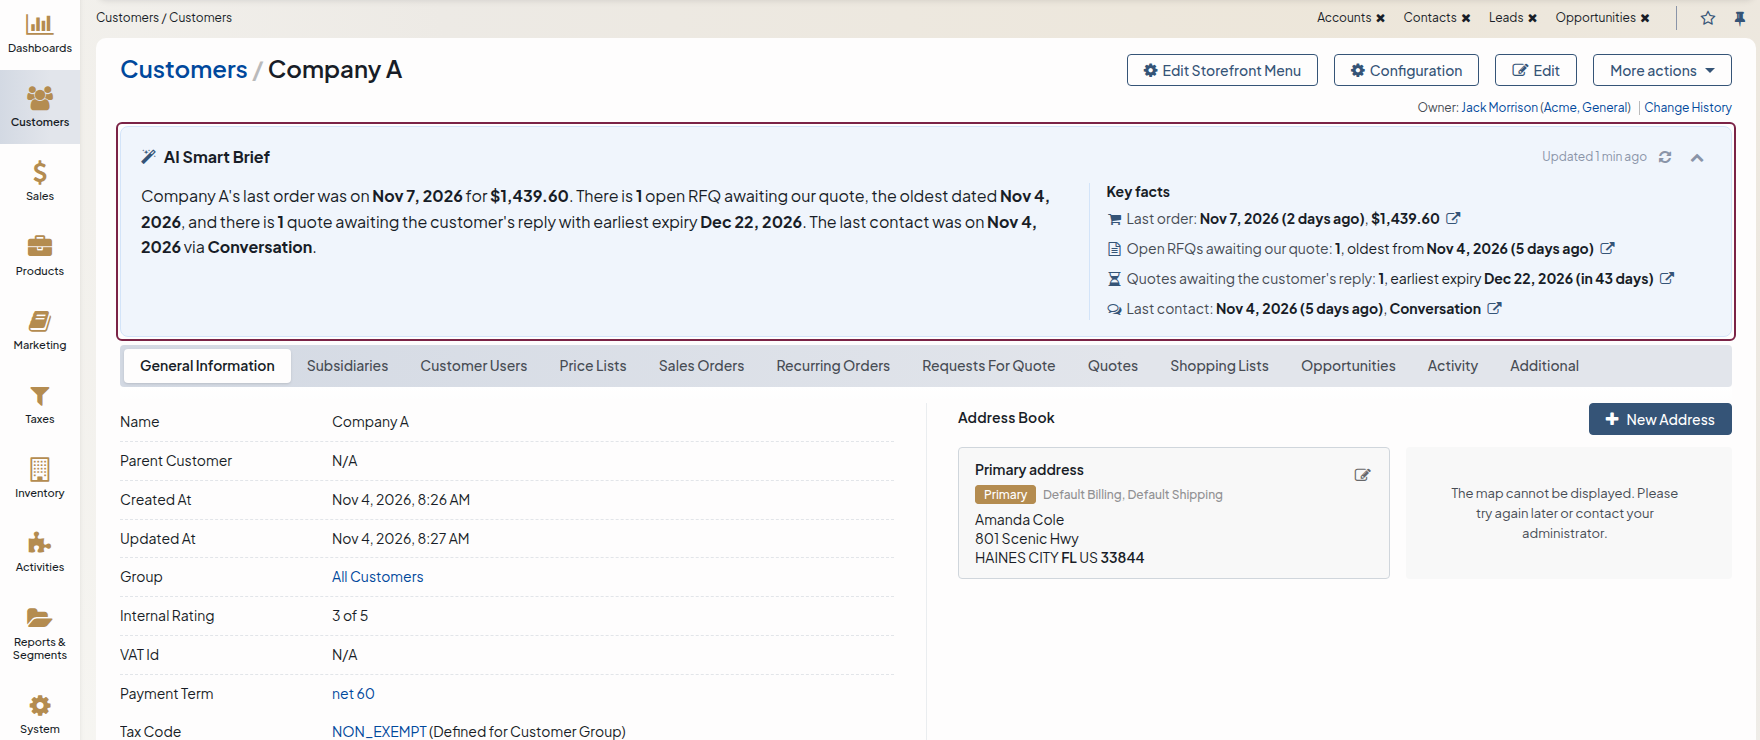 Customers / Customers
Accounts ✖ Contacts ✖ Leads ✖ Opportunities ✖
Dashboards
Customers
Sales
Products
Marketing
Taxes
Inventory
Activities
Reports &
Segments
System
Customers / Company A
Edit Storefront Menu
Configuration
Edit
More actions
Owner: Jack Morrison (Acme, General) | Change History
AI Smart Brief
Updated 1 min ago
Company A's last order was on Nov 7, 2026 for $1,439.60. There is 1 open RFQ awaiting our quote, the oldest dated Nov 4,
2026, and there is 1 quote awaiting the customer's reply with earliest expiry Dec 22, 2026. The last contact was on Nov 4,
2026 via Conversation.
Key facts
Last order: Nov 7, 2026 (2 days ago), $1,439.60
Open RFQs awaiting our quote: 1, oldest from Nov 4, 2026 (5 days ago)
Quotes awaiting the customer's reply: 1, earliest expiry Dec 22, 2026 (in 43 days)
Last contact: Nov 4, 2026 (5 days ago), Conversation
General Information Subsidiaries Customer Users Price Lists Sales Orders Recurring Orders Requests For Quote Quotes Shopping Lists Opportunities Activity Additional
Name Company A
Parent Customer N/A
Created At Nov 4, 2026, 8:26 AM
Updated At Nov 4, 2026, 8:27 AM
Group All Customers
Internal Rating 3 of 5
VAT Id N/A
Payment Term net 60
Tax Code NON_EXEMPT (Defined for Customer Group)
Address Book
+ New Address
Primary address
Primary Default Billing, Default Shipping
Amanda Cole
801 Scenic Hwy
HAINES CITY FL US 33844
The map cannot be displayed. Please
try again later or contact your
administrator.